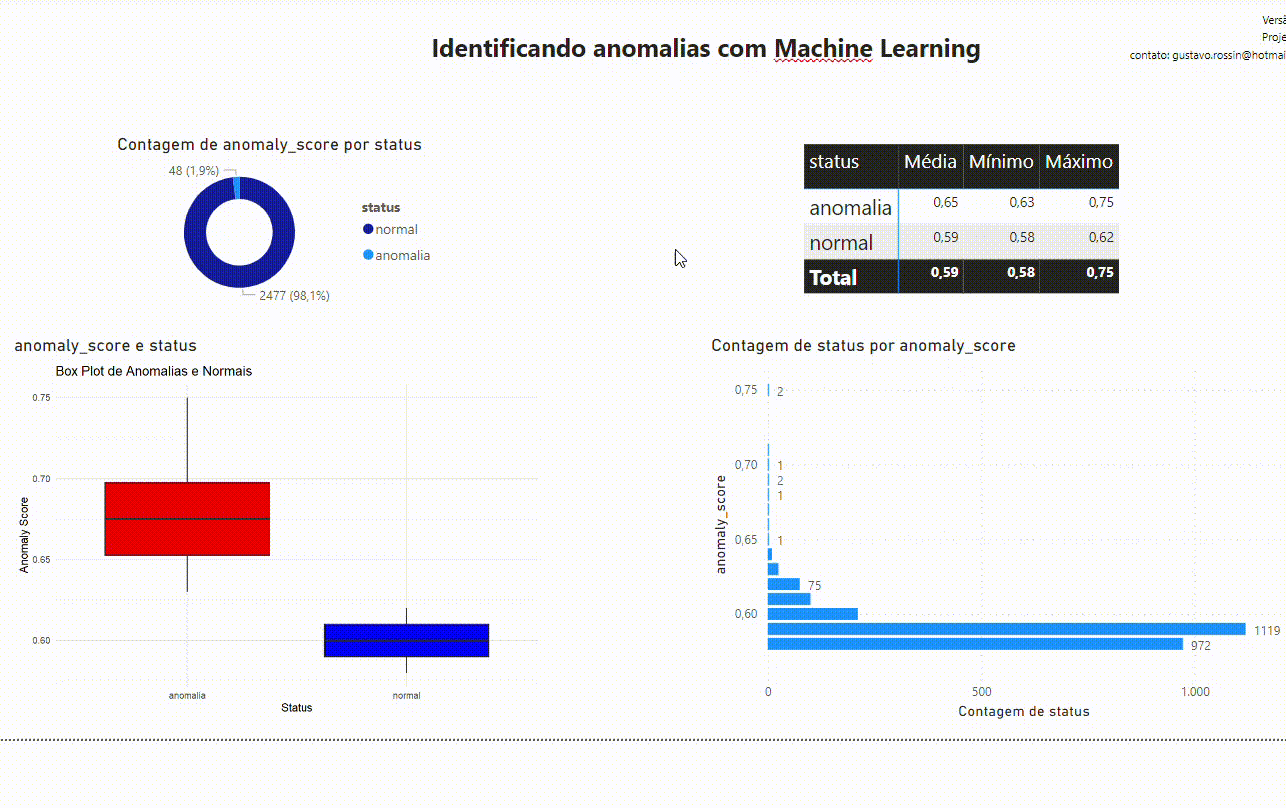 Versã
Identificando anomalias com Machine Learning
Proje
contato: gustavo.rossin@hotmai
Contagem de anomaly_score por status
48 (1,9%)
status
normal
anomalia
2477 (98,1%)
status Média Mínimo Máximo
anomalia 0,65 0,63 0,75
normal 0,59 0,58 0,62
Total 0,59 0,58 0,75
anomaly_score e status
Box Plot de Anomalias e Normais
0.75
0.70
0.65
0.60
Anomaly Score
anomalia normal
Status
Contagem de status por anomaly_score
0,75 2
0,70 1
2
1
0,65 1
75
0,60
1119
972
anomaly_score
0 500 1.000
Contagem de status